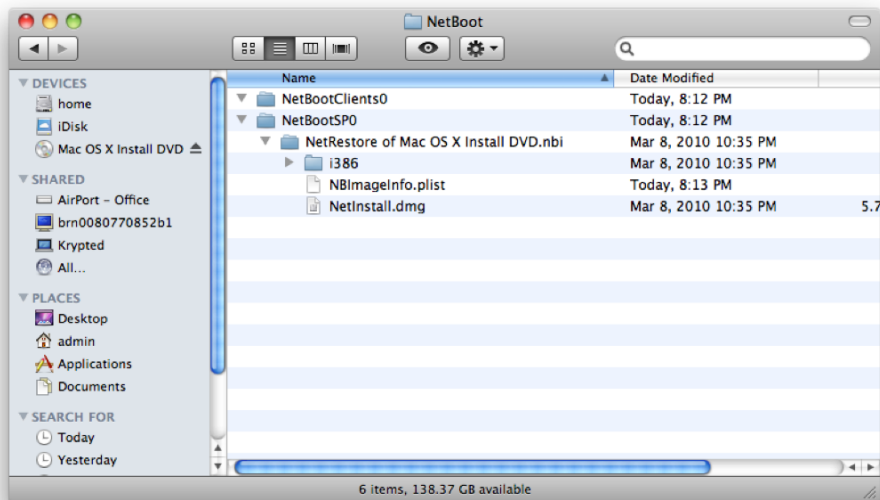 NetBoot
Name Date Modified
DEVICES
home
iDisk
Mac OS X Install DVD
SHARED
AirPort – Office
brn0080770852b1
Krypted
All...
PLACES
Desktop
admin
Applications
Documents
SEARCH FOR
Today
Yesterday
NetBootClients0 Today, 8:12 PM
NetBootSP0 Today, 8:12 PM
NetRestore of Mac OS X Install DVD.nbi Mar 8, 2010 10:35 PM
i386 Mar 8, 2010 10:35 PM
NBImageInfo.plist Today, 8:13 PM
NetInstall.dmg Mar 8, 2010 10:35 PM 5.7
6 items, 138.37 GB available